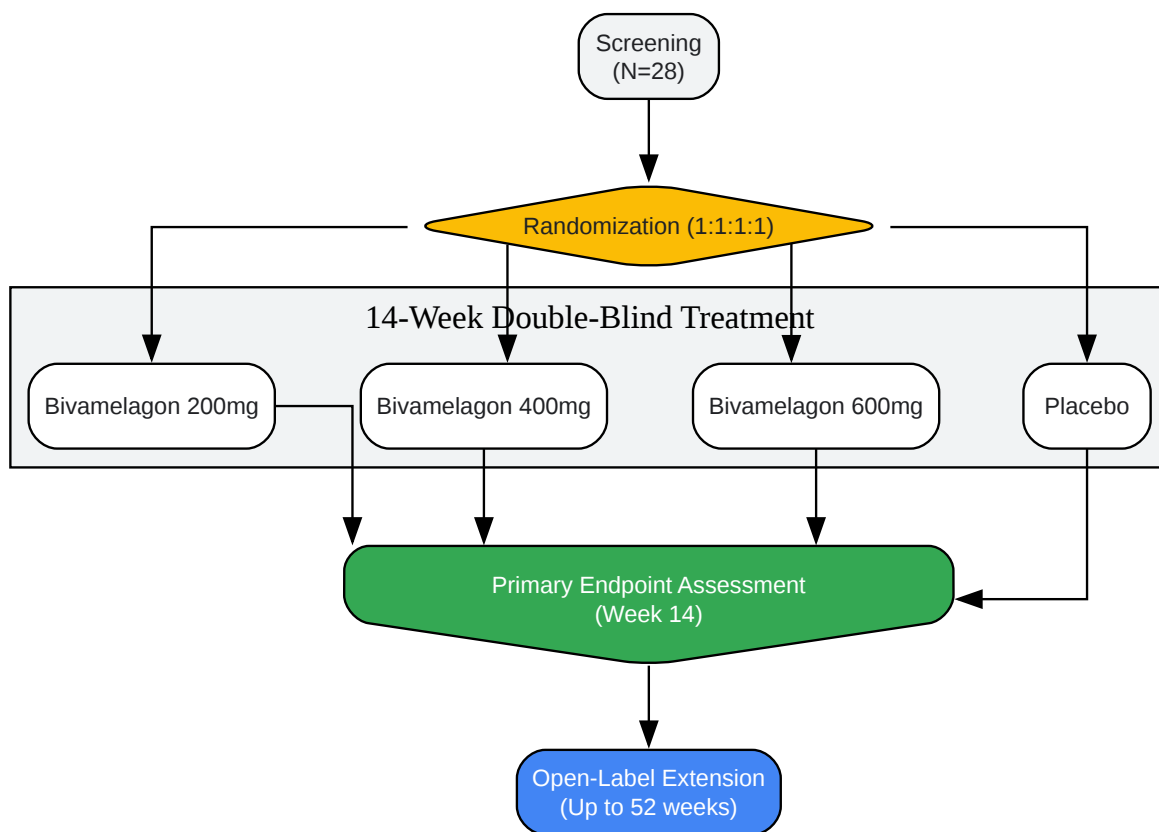 Screening
(N=28)
Randomization (1:1:1:1)
14-Week Double-Blind Treatment
Bivamelagon 200mg
Bivamelagon 400mg
Bivamelagon 600mg
Placebo
Primary Endpoint Assessment
(Week 14)
Open-Label Extension
(Up to 52 weeks)